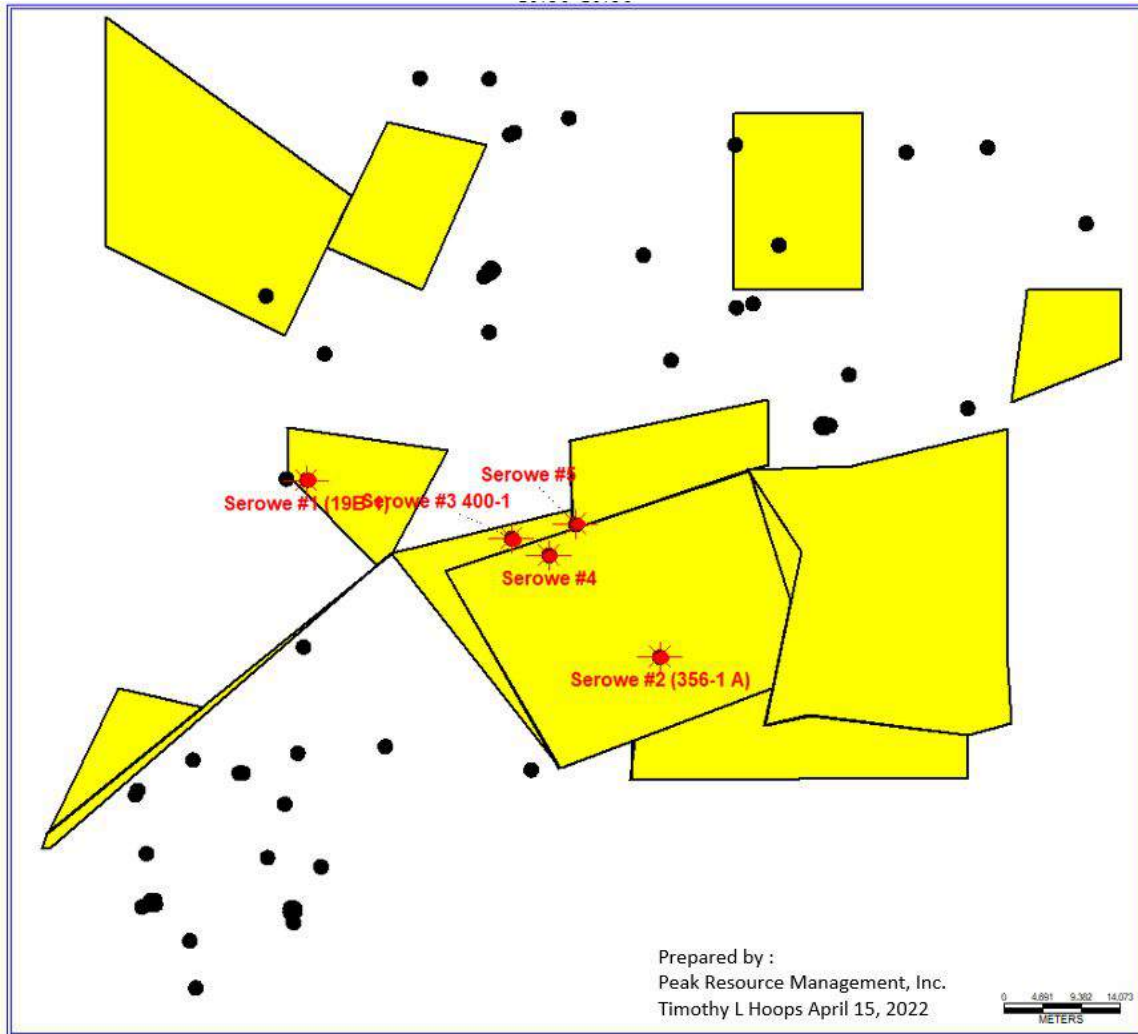 Serowe #5
Serowe #1 (19B-1)
Serowe #3 400-1
Serowe #4
Serowe #2 (356-1 A)
Prepared by :
Peak Resource Management, Inc.
Timothy L Hoops April 15, 2022
0 4,691 9,382 14,073
METERS